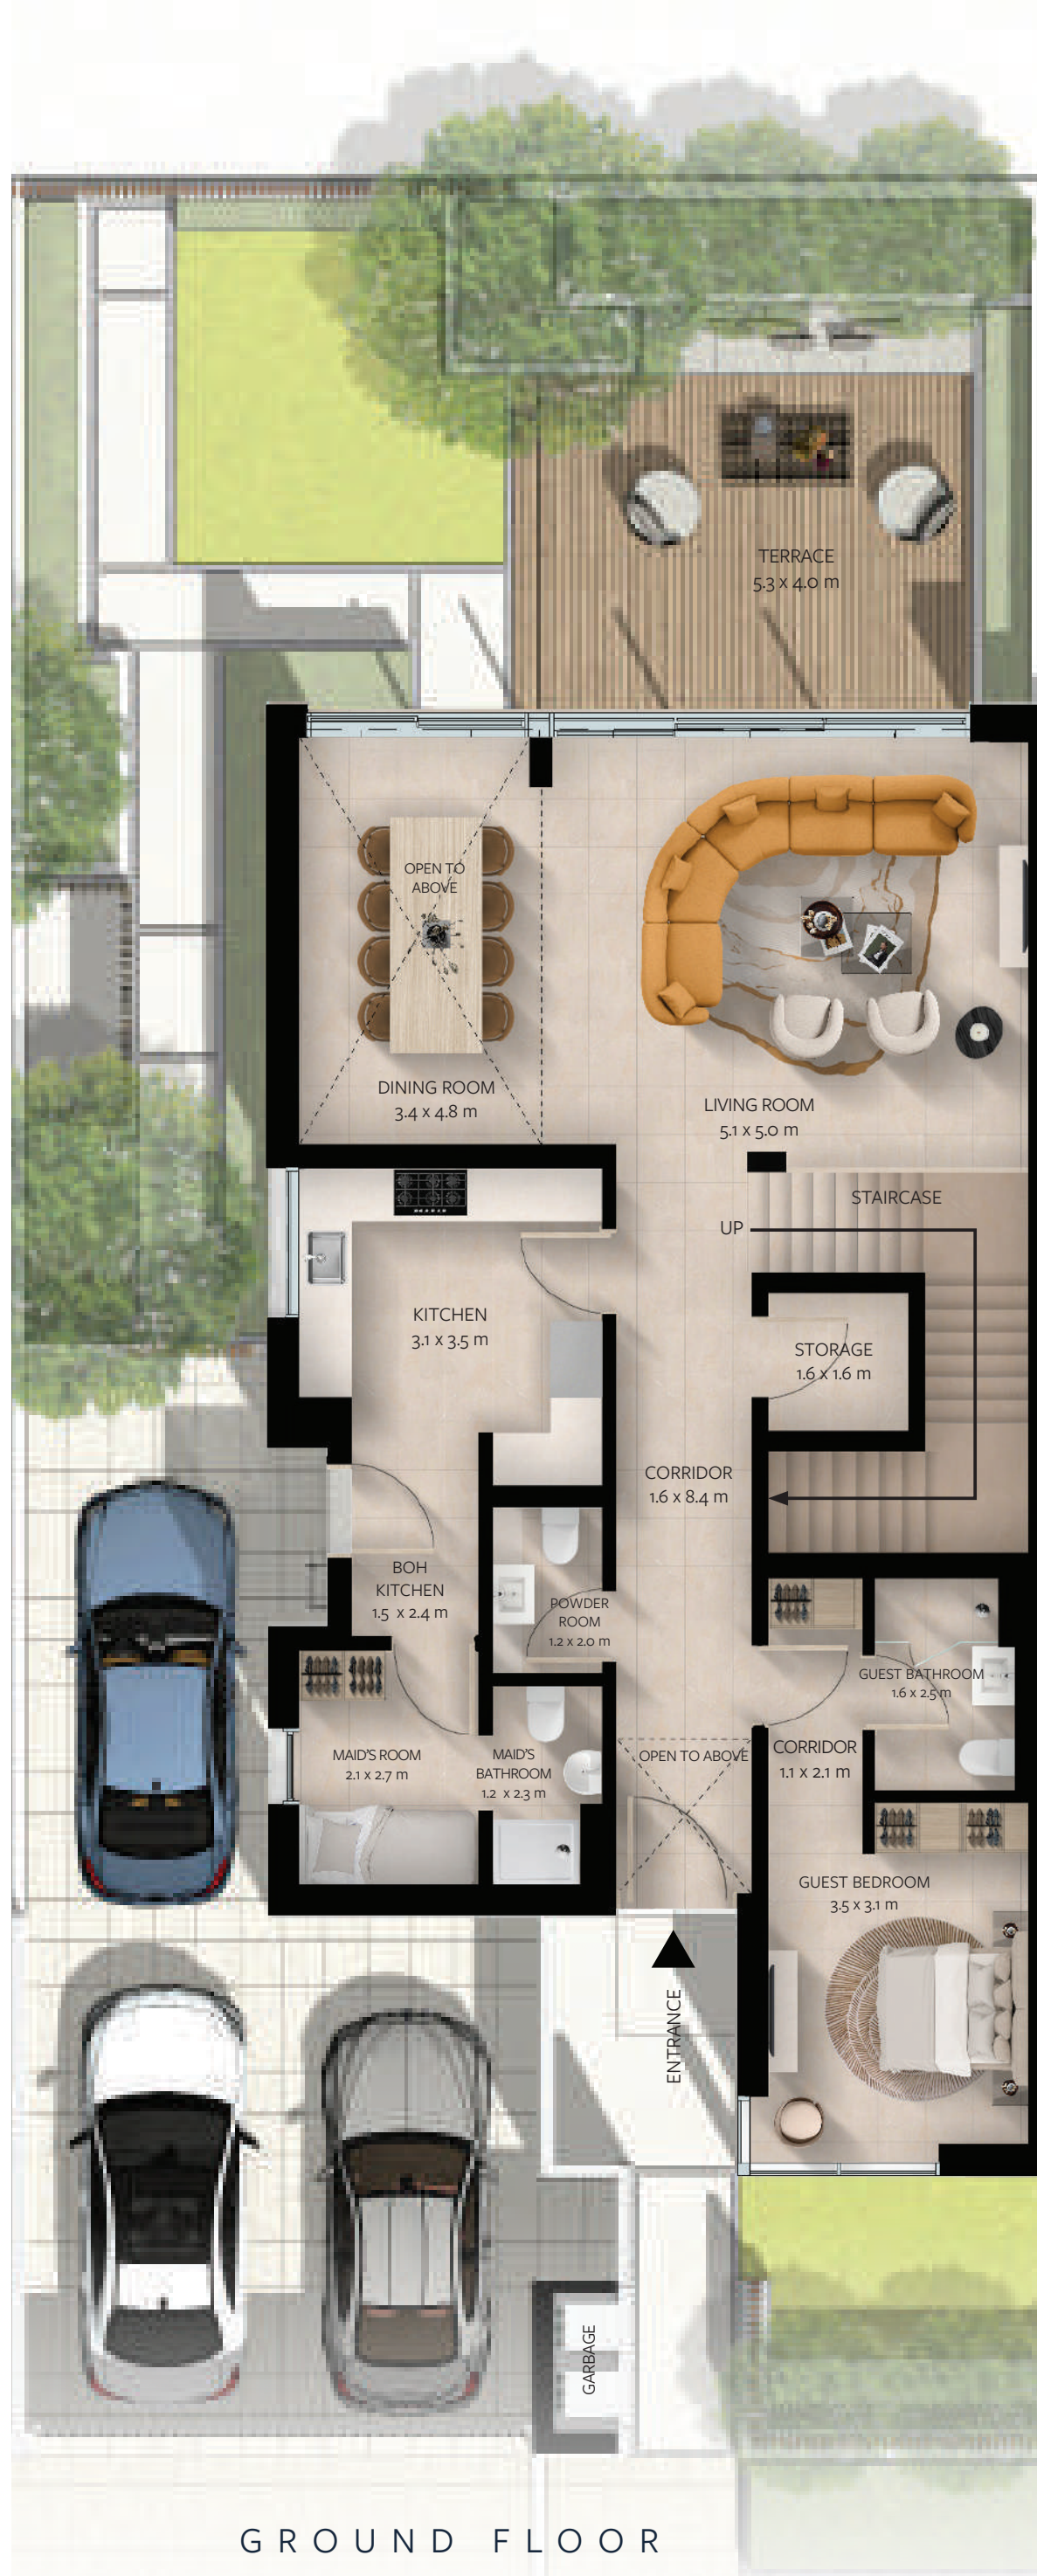 TERRACE
5.3 x 4.0 m
OPEN TO
ABOVE
DINING ROOM
3.4 x 4.8 m
LIVING ROOM
5.1 x 5.0 m
STAIRCASE
UP
KITCHEN
3.1 x 3.5 m
STORAGE
1.6 x 1.6 m
CORRIDOR
1.6 x 8.4 m
BOH
KITCHEN
1.5 x 2.4 m
POWDER
ROOM
1.2 x 2.0 m
GUEST BATHROOM
1.6 x 2.5 m
MAID'S ROOM
2.1 x 2.7 m
MAID'S
BATHROOM
1.2 x 2.3 m
OPEN TO ABOVE
CORRIDOR
1.1 x 2.1 m
GUEST BEDROOM
3.5 x 3.1 m
ENTRANCE
GARBAGE
GROUND FLOOR